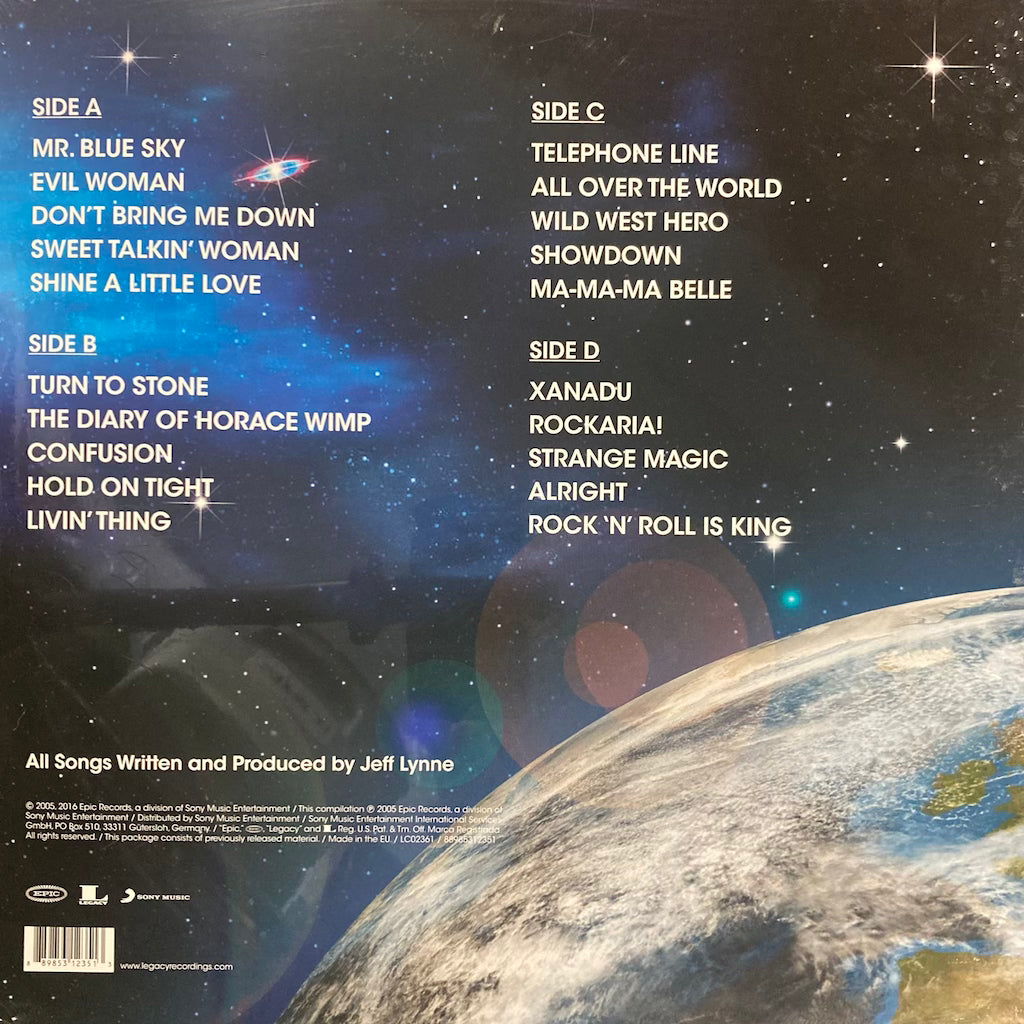 SIDE A
MR. BLUE SKY
EVIL WOMAN
DON'T BRING ME DOWN
SWEET TALKIN' WOMAN
SHINE A LITTLE LOVE
SIDE B
TURN TO STONE
THE DIARY OF HORACE WIMP
CONFUSION
HOLD ON TIGHT
LIVIN' THING
SIDE C
TELEPHONE LINE
ALL OVER THE WORLD
WILD WEST HERO
SHOWDOWN
MA-MA-MA BELLE
SIDE D
XANADU
ROCKARIA!
STRANGE MAGIC
ALRIGHT
ROCK 'N' ROLL IS KING
All Songs Written and Produced by Jeff Lynne
© 2005, 2016 Epic Records, a division of Sony Music Entertainment / This compilation ℗ 2005 Epic Records, a division of
Sony Music Entertainment / Distributed by Sony Music Entertainment / Sony Music Entertainment International Services
GmbH, PO Box 510, 33311 Gütersloh, Germany. / "Epic," EPIC, "Legacy" and L Reg. U.S. Pat. & Tm. Off. Marca Registrada.
All rights reserved. / This package consists of previously released material. / Made in the EU. / LC02361 / 88985312351
EPIC
L LEGACY
SONY MUSIC
8 89853 12351 3
www.legacyrecordings.com